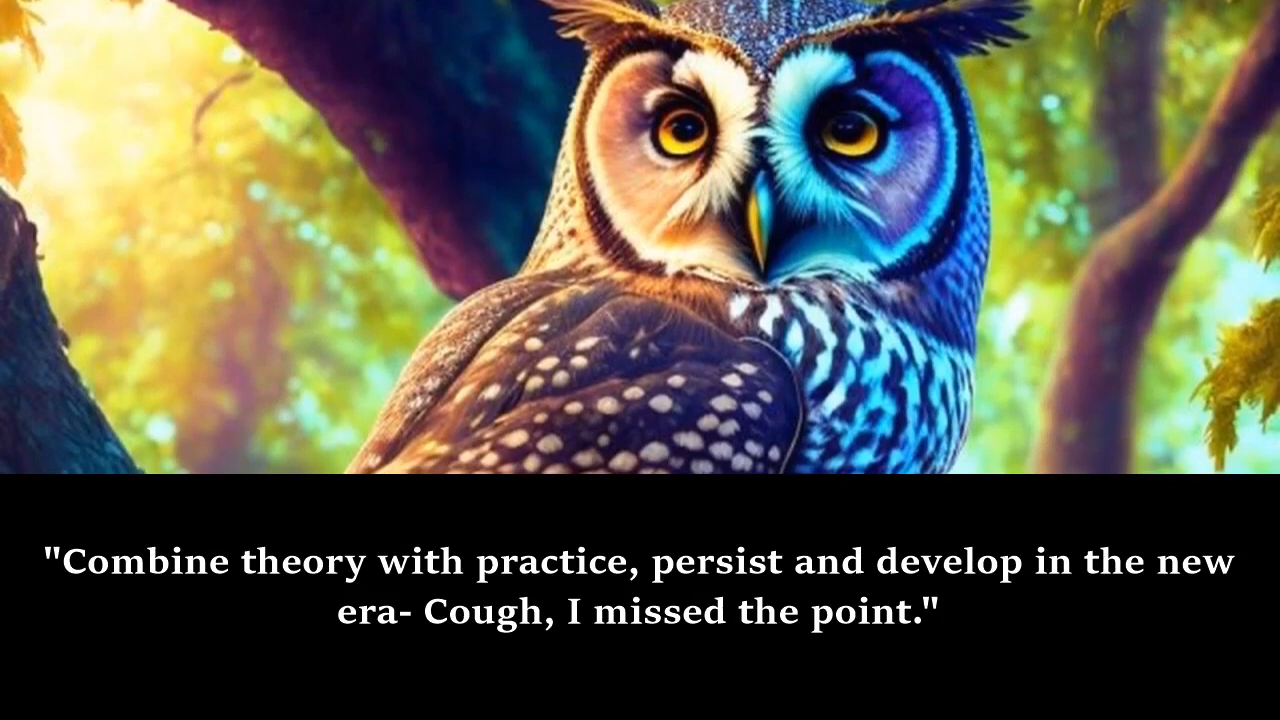 "Combine theory with practice, persist and develop in the new
era- Cough, I missed the point."